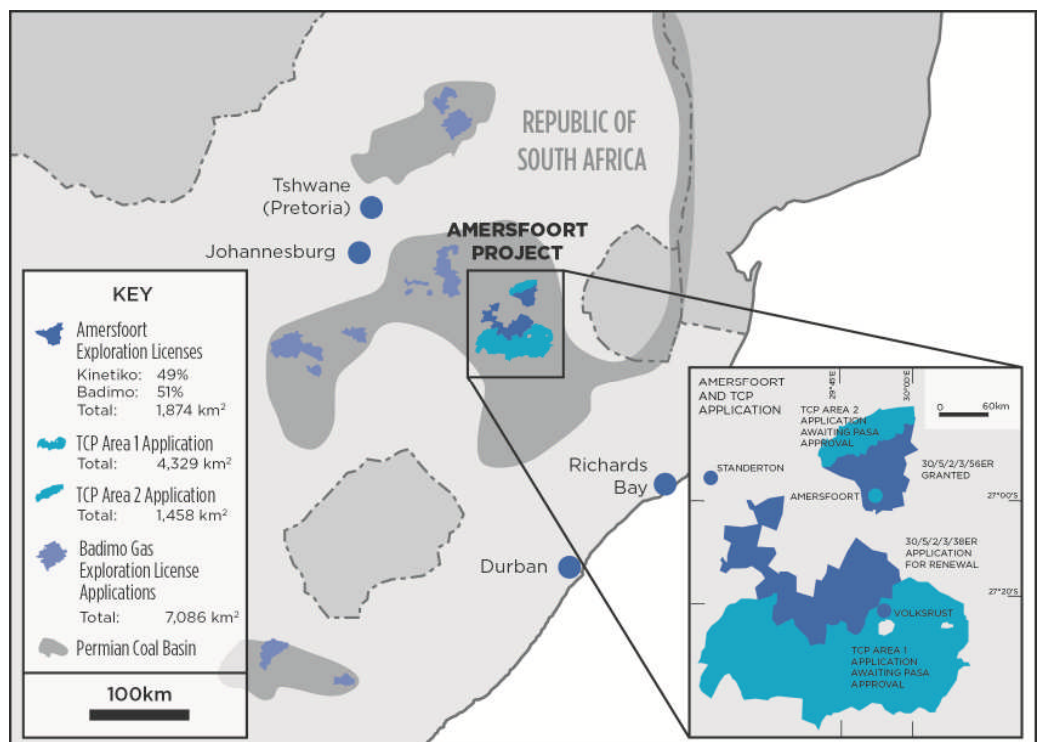 REPUBLIC OF
SOUTH AFRICA
Tshwane
(Pretoria)
Johannesburg
AMERSFOORT
PROJECT
Richards
Bay
Durban
KEY
Amersfoort
Exploration Licenses
Kinetiko: 49%
Badimo: 51%
Total: 1,874 km²
TCP Area 1 Application
Total: 4,329 km²
TCP Area 2 Application
Total: 1,458 km²
Badimo Gas
Exploration License
Applications
Total: 7,086 km²
Permian Coal Basin
100km
AMERSFOORT
AND TCP
APPLICATION
29°45'E
30°00'E
0 60km
TCP AREA 2
APPLICATION
AWAITING PASA
APPROVAL
STANDERTON
30/5/2/3/56ER
GRANTED
AMERSFOORT
27°00'S
30/5/2/3/38ER
APPLICATION
FOR RENEWAL
27°20'S
VOLKSRUST
TCP AREA 1
APPLICATION
AWAITING PASA
APPROVAL